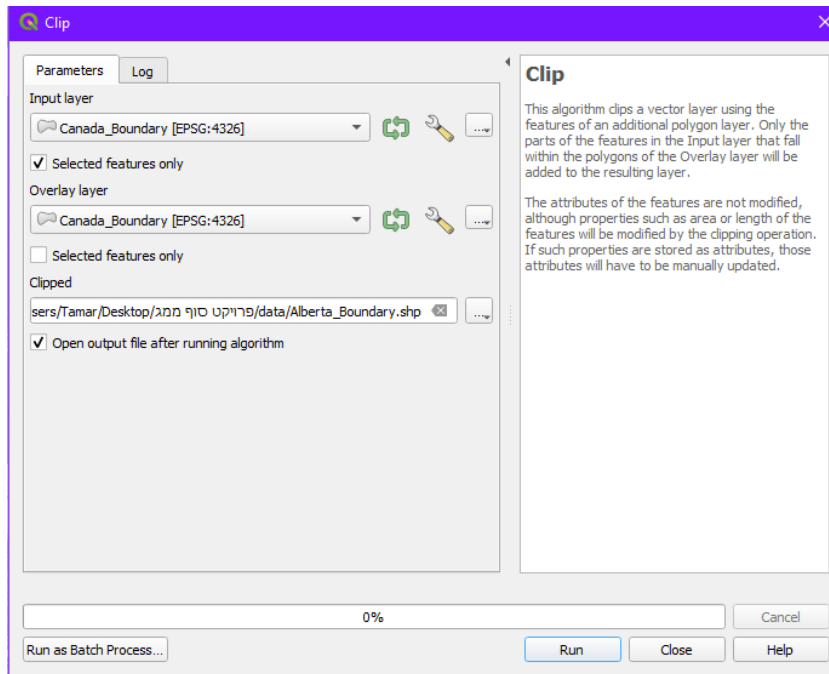 Clip
Parameters
Log
Input layer
Canada_Boundary [EPSG:4326]
...
Selected features only
Overlay layer
Canada_Boundary [EPSG:4326]
...
Selected features only
Clipped
sers/Tamar/Desktop/פרויקט סוף ממג/data/Alberta_Boundary.shp
...
Open output file after running algorithm
0%
Cancel
Run as Batch Process...
Run
Close
Help
Clip
This algorithm clips a vector layer using the
features of an additional polygon layer. Only the
parts of the features in the Input layer that fall
within the polygons of the Overlay layer will be
added to the resulting layer.
The attributes of the features are not modified,
although properties such as area or length of the
features will be modified by the clipping operation.
If such properties are stored as attributes, those
attributes will have to be manually updated.